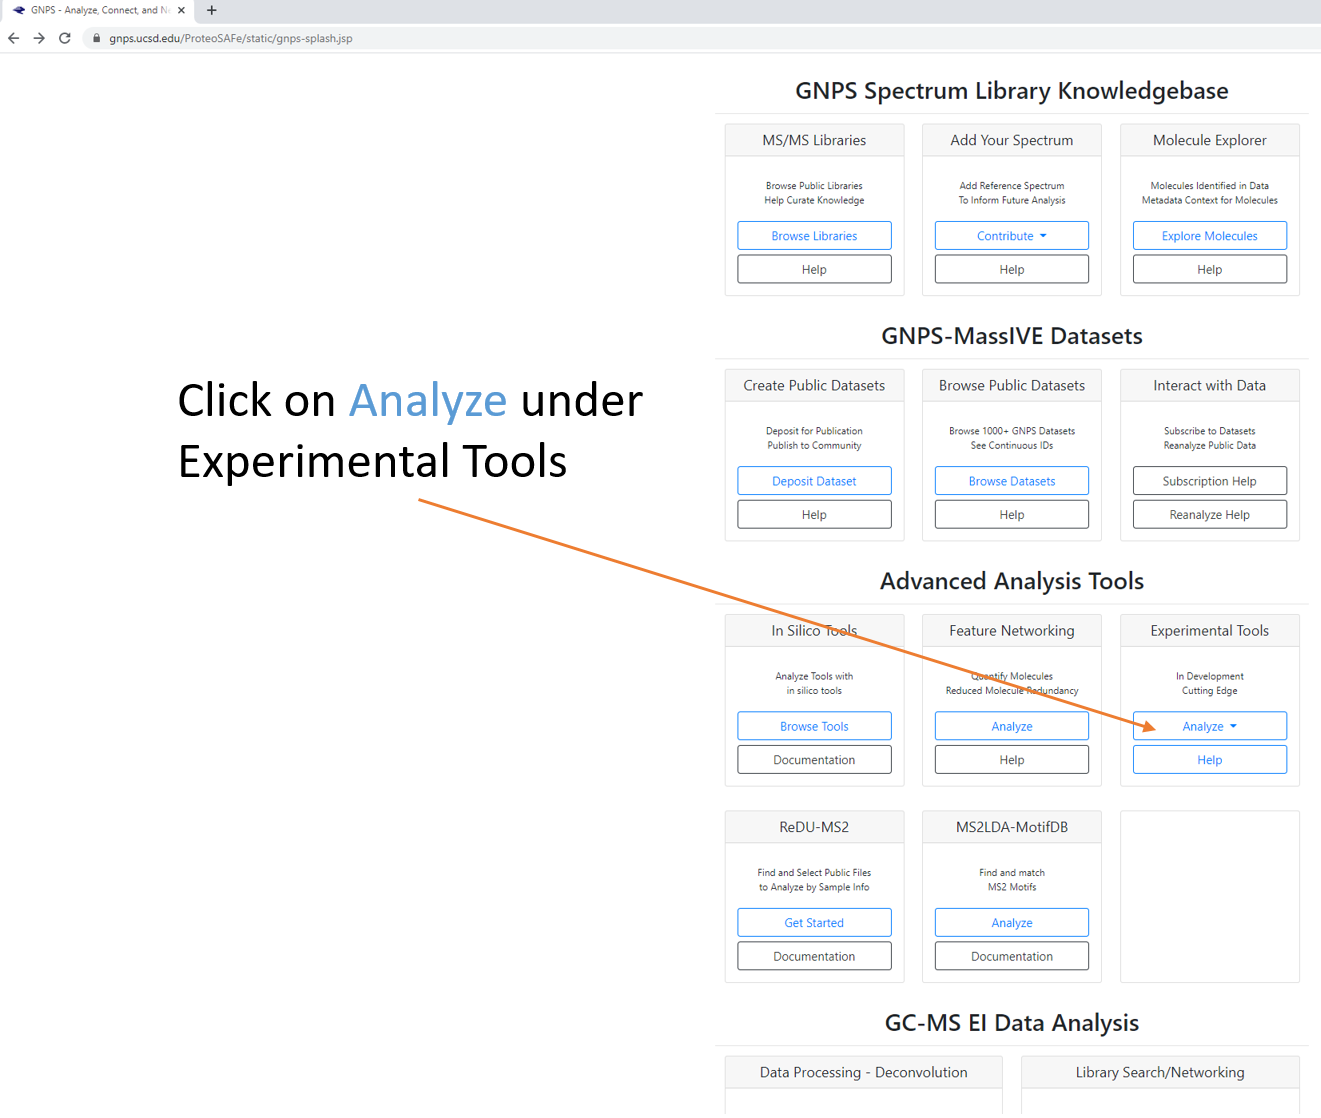 GNPS - Analyze, Connect, and N
gnps.ucsd.edu/ProteoSAFe/static/gnps-splash.jsp
GNPS Spectrum Library Knowledgebase
MS/MS Libraries
Browse Public Libraries
Help Curate Knowledge
Browse Libraries
Help
Add Your Spectrum
Add Reference Spectrum
To Inform Future Analysis
Contribute
Help
Molecule Explorer
Molecules Identified in Data
Metadata Context for Molecules
Explore Molecules
Help
GNPS-MassIVE Datasets
Create Public Datasets
Deposit for Publication
Publish to Community
Deposit Dataset
Help
Browse Public Datasets
Browse 1000+ GNPS Datasets
See Continuous IDs
Browse Datasets
Help
Interact with Data
Subscribe to Datasets
Reanalyze Public Data
Subscription Help
Reanalyze Help
Click on Analyze under
Experimental Tools
Advanced Analysis Tools
In Silico Tools
Analyze Tools with
in silico tools
Browse Tools
Documentation
Feature Networking
Quantify Molecules
Reduced Molecule Redundancy
Analyze
Help
Experimental Tools
In Development
Cutting Edge
Analyze
Help
ReDU-MS2
Find and Select Public Files
to Analyze by Sample Info
Get Started
Documentation
MS2LDA-MotifDB
Find and match
MS2 Motifs
Analyze
Documentation
GC-MS EI Data Analysis
Data Processing - Deconvolution
Library Search/Networking